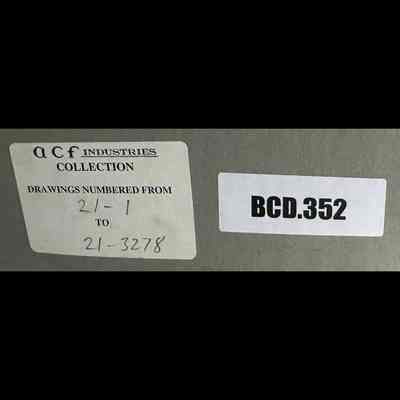 acf INDUSTRIES
COLLECTION
DRAWINGS NUMBERED FROM
21-1
TO
21-3278
BCD.352